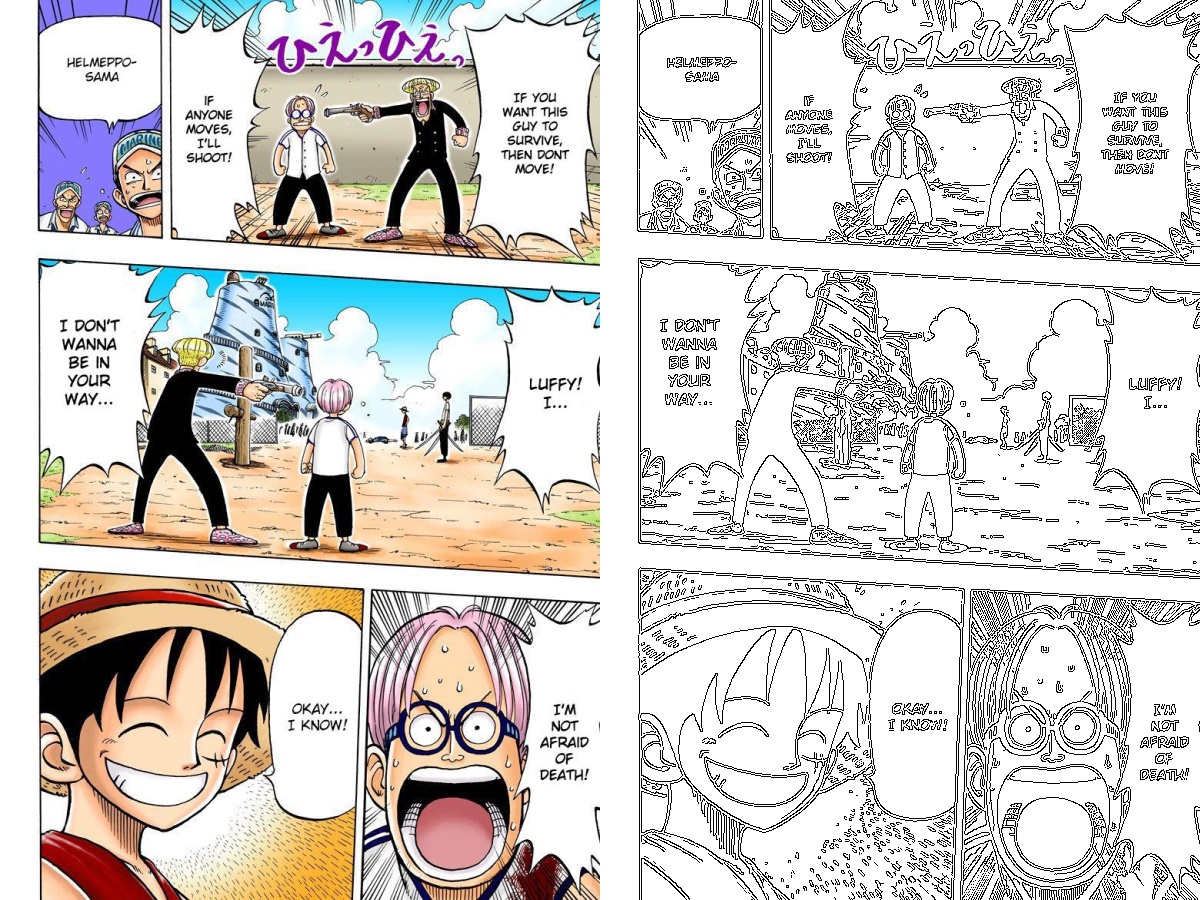 HELMEPPO-
SAMA
MARINE
ひえっひえっ
IF
ANYONE
MOVES,
I'LL
SHOOT!
IF YOU
WANT THIS
GUY TO
SURVIVE,
THEN DONT
MOVE!
I DON'T
WANNA
BE IN
YOUR
WAY...
LUFFY!
I...
OKAY...
I KNOW!
I'M
NOT
AFRAID
OF
DEATH!
HELMEPPO-
SAMA
ひえっひえっ
IF
ANYONE
MOVES,
I'LL
SHOOT!
IF YOU
WANT THIS
GUY TO
SURVIVE,
THEN DONT
MOVE!
I DON'T
WANNA
BE IN
YOUR
WAY...
LUFFY!
I...
OKAY...
I KNOW!
I'M
NOT
AFRAID
OF
DEATH!